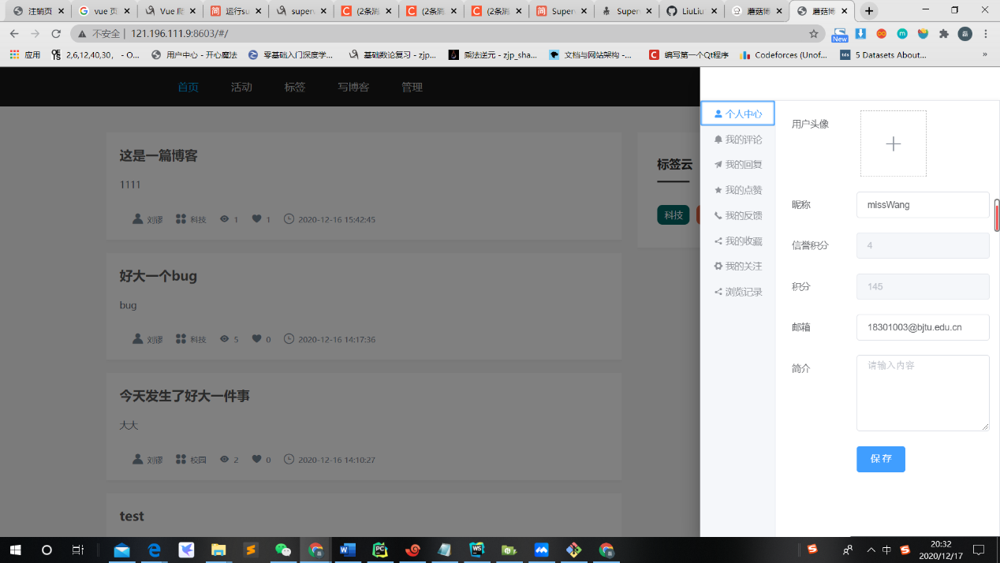 注销页
vue 页
Vue 刷
运行su
super
(2条消
(2条消
(2条消
Super
Super
LiuLiu
蘑菇博
蘑菇博
不安全 | 121.196.111.9:8603/#/
New
应用
2,6,12,40,30, - O...
用户中心 - 开心魔法
零基础入门深度学...
基础数论复习 - zjp...
乘法逆元 - zjp_sha...
文档与网站架构 -...
编写第一个Qt程序
Codeforces (Unof...
5 Datasets About...
»
首页 活动 标签 写博客 管理
这是一篇博客
1111
刘镠 科技 1 1 2020-12-16 15:42:45
好大一个bug
bug
刘镠 科技 5 0 2020-12-16 14:17:36
今天发生了好大一件事
大大
刘镠 校园 2 0 2020-12-16 14:10:27
test
标签云
科技
个人中心
我的评论
我的回复
我的点赞
我的反馈
我的收藏
我的关注
浏览记录
用户头像
昵称 missWang
信誉积分 4
积分 145
邮箱 18301003@bjtu.edu.cn
简介 请输入内容
保存
中
20:32
2020/12/17